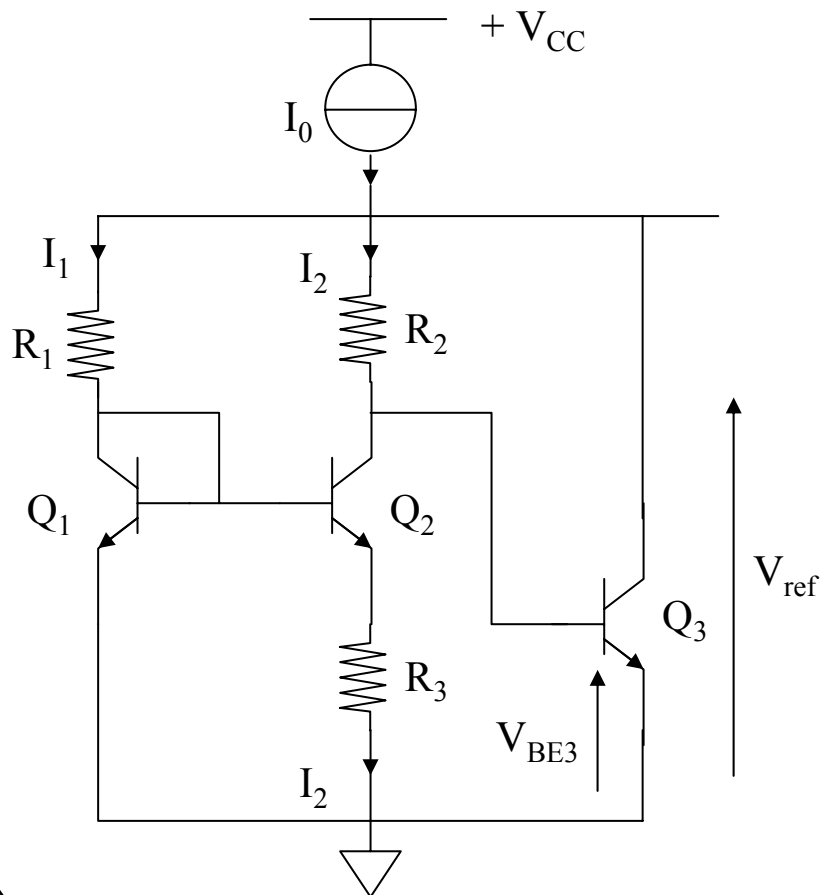 + V_CC
I_0
I_1
I_2
R_1
R_2
Q_1
Q_2
Q_3
V_ref
R_3
V_BE3
I_2